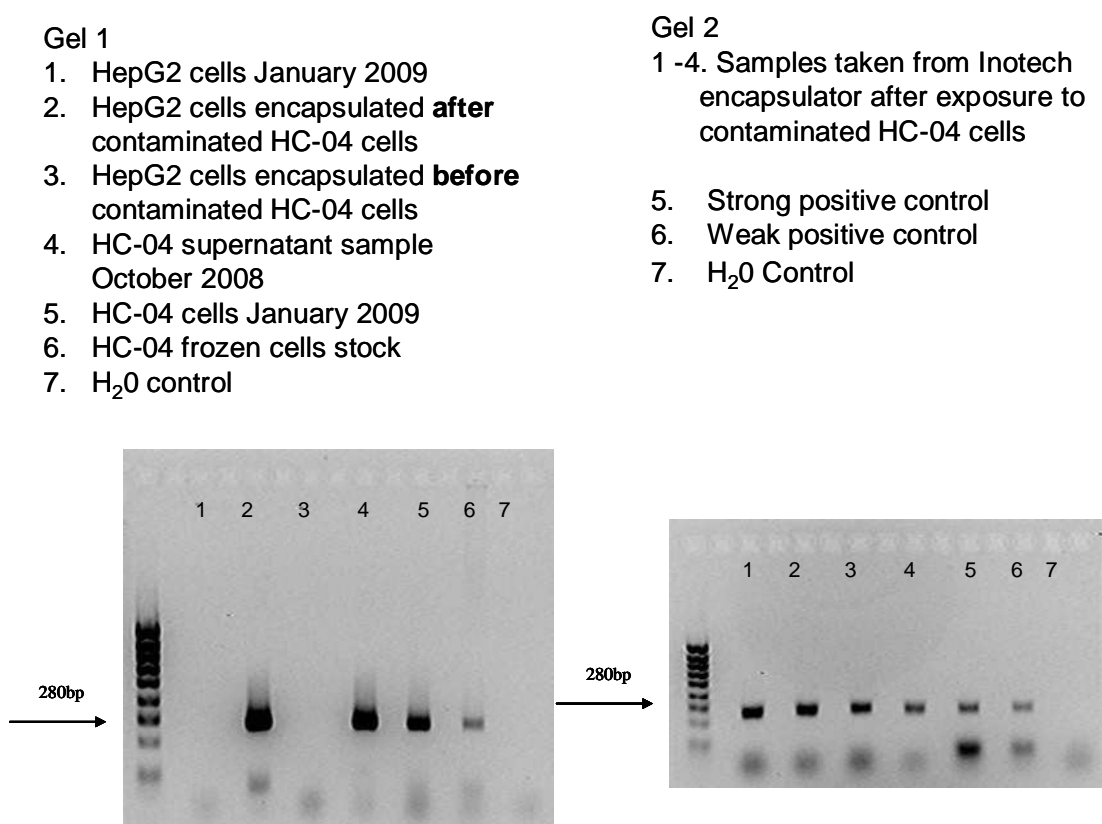 Gel 1
1. HepG2 cells January 2009
2. HepG2 cells encapsulated after
contaminated HC-04 cells
3. HepG2 cells encapsulated before
contaminated HC-04 cells
4. HC-04 supernatant sample
October 2008
5. HC-04 cells January 2009
6. HC-04 frozen cells stock
7. H₂0 control
Gel 2
1 -4. Samples taken from Inotech
encapsulator after exposure to
contaminated HC-04 cells
5. Strong positive control
6. Weak positive control
7. H₂0 Control
1 2 3 4 5 6 7
280bp
1 2 3 4 5 6 7
280bp